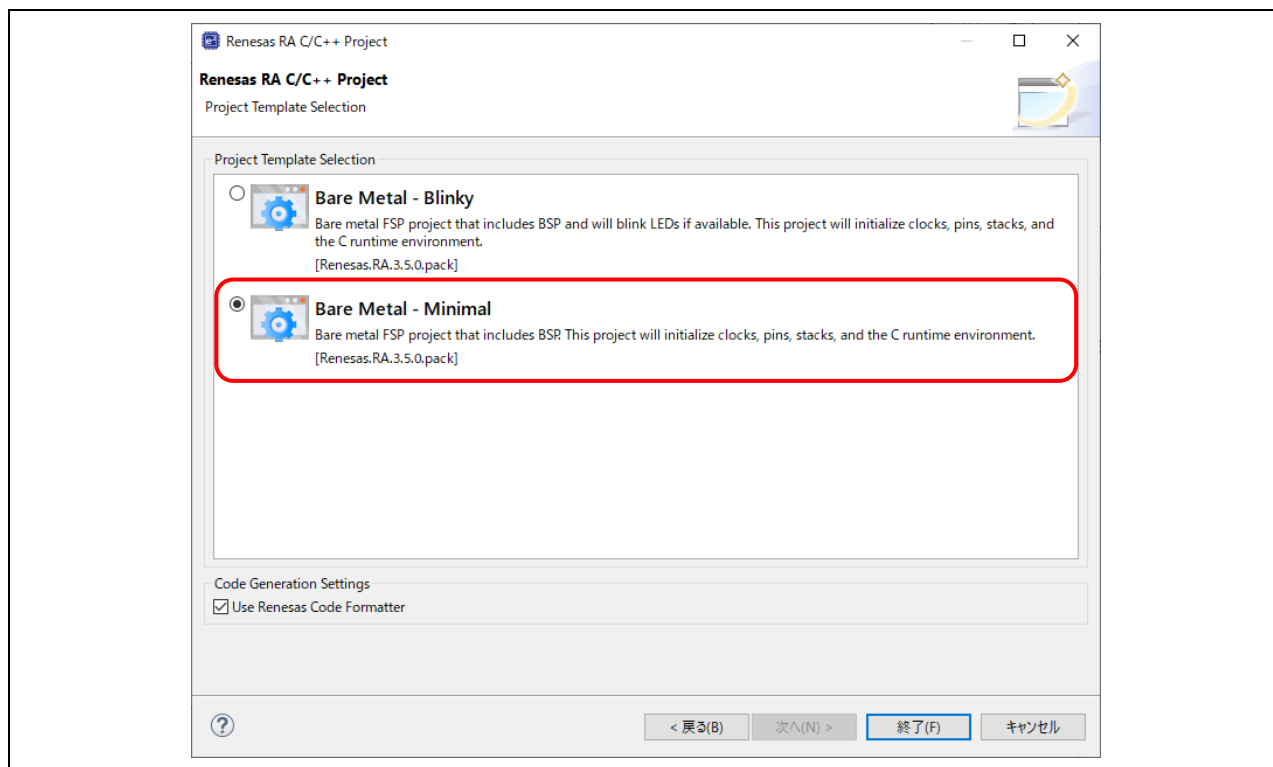 Renesas RA C/C++ Project
Renesas RA C/C++ Project
Project Template Selection
Project Template Selection
Bare Metal - Blinky
Bare metal FSP project that includes BSP and will blink LEDs if available. This project will initialize clocks, pins, stacks, and
the C runtime environment.
[Renesas.RA.3.5.0.pack]
Bare Metal - Minimal
Bare metal FSP project that includes BSP. This project will initialize clocks, pins, stacks, and the C runtime environment.
[Renesas.RA.3.5.0.pack]
Code Generation Settings
Use Renesas Code Formatter
< 戻る(B) 次へ(N) > 終了(F) キャンセル